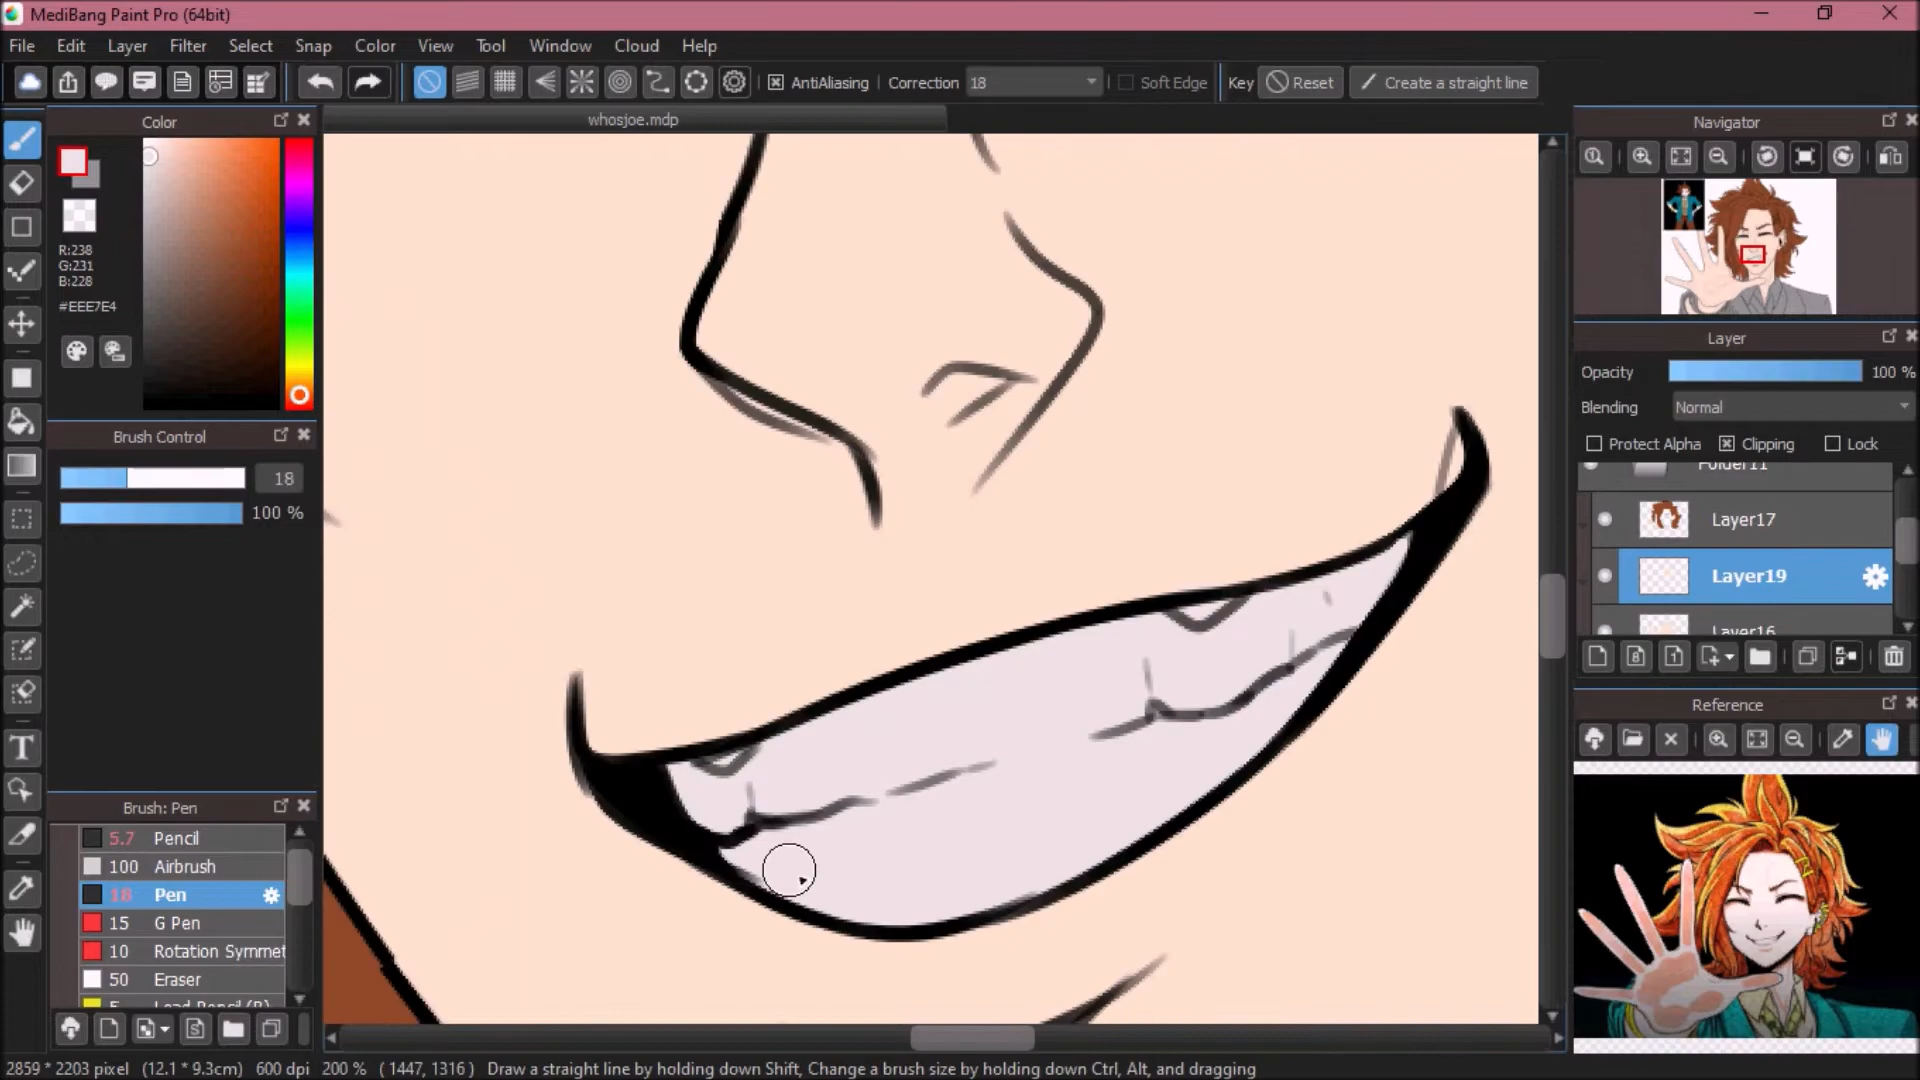 MediBang Paint Pro (64bit)
File Edit Layer Filter Select Snap Color View Tool Window Cloud Help
AntiAliasing Correction 18 Soft Edge Key Reset Create a straight line
Color
whosjoe.mdp
Navigator
R:238
G:231
B:228
#EEE7E4
Layer
Opacity 100 %
Blending Normal
Protect Alpha Clipping Lock
Folder11
Layer17
Layer19
Layer16
Brush Control
18
100 %
Reference
Brush: Pen
5.7 Pencil
100 Airbrush
18 Pen
15 G Pen
10 Rotation Symmet
50 Eraser
2859 * 2203 pixel (12.1 * 9.3cm) 600 dpi 200 % ( 1447, 1316 ) Draw a straight line by holding down Shift, Change a brush size by holding down Ctrl, Alt, and dragging